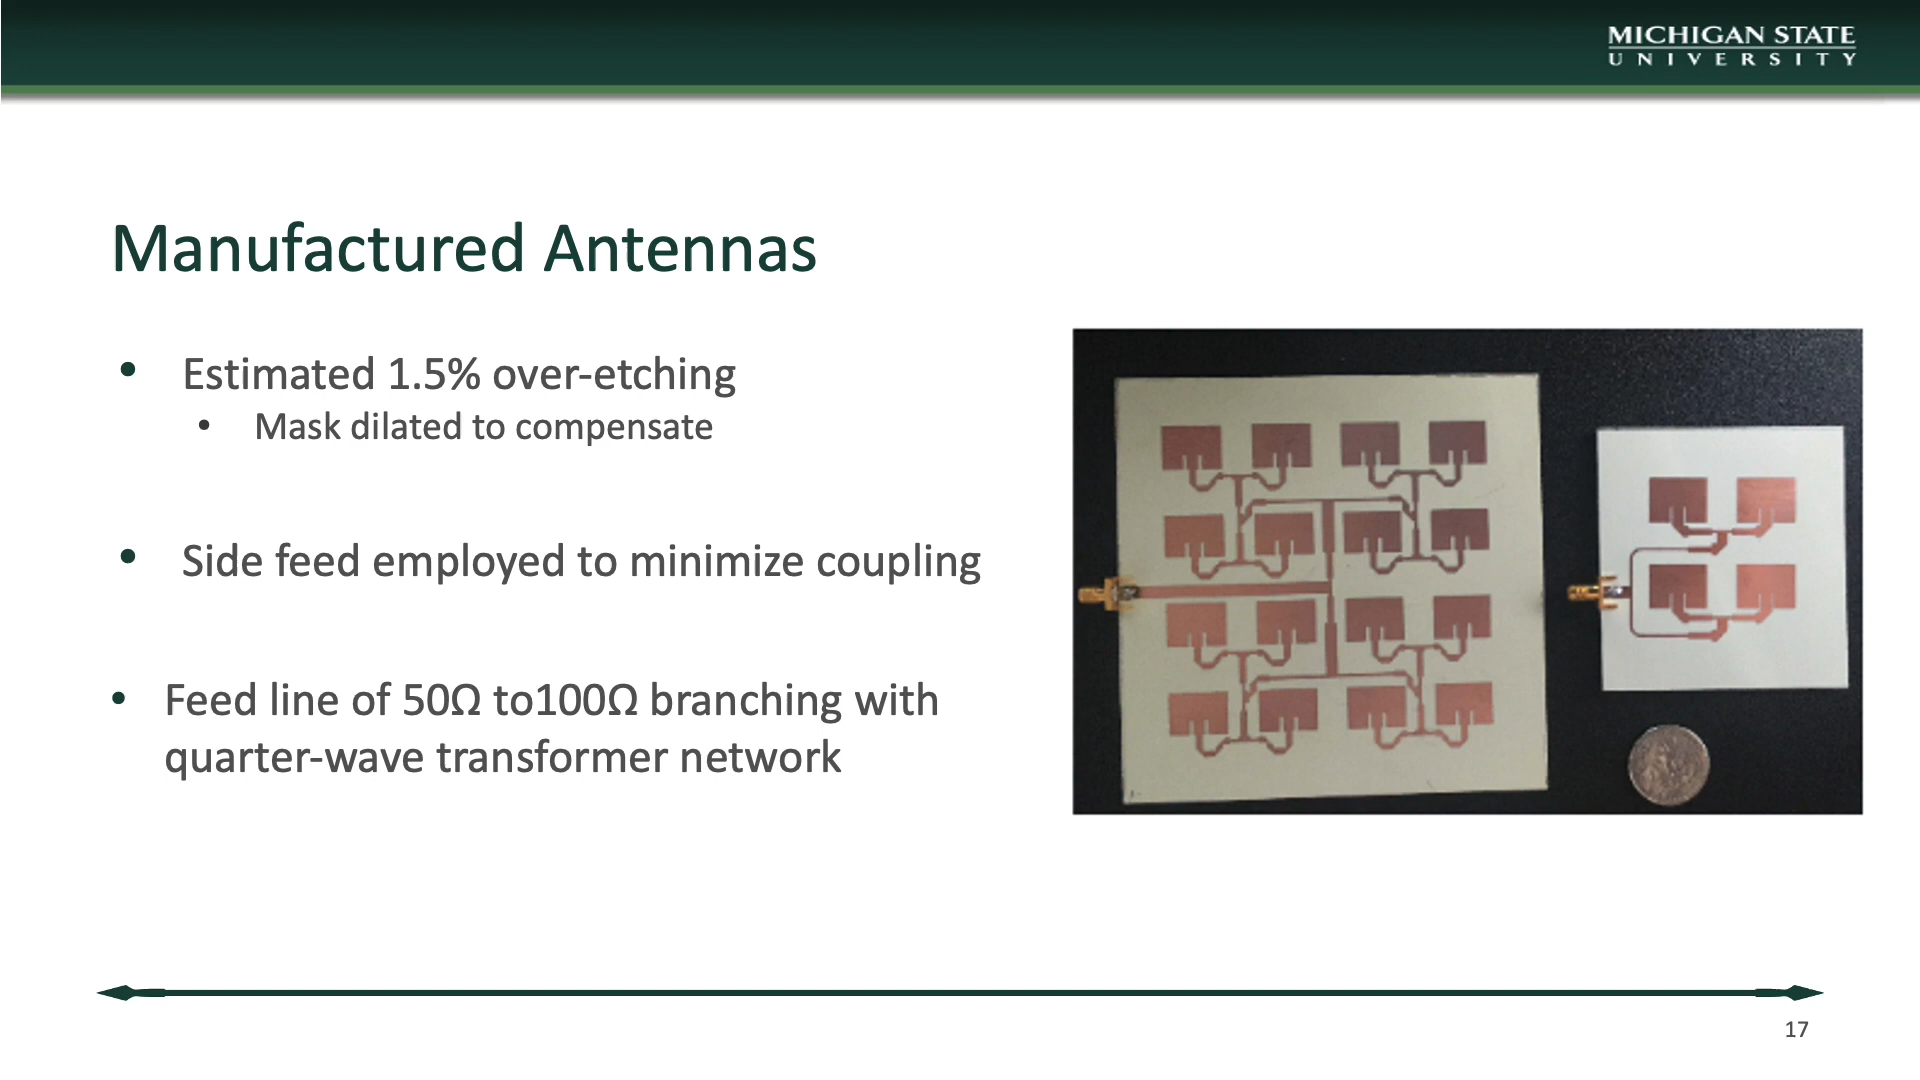 MICHIGAN STATE
UNIVERSITY
Manufactured Antennas
• Estimated 1.5% over-etching
• Mask dilated to compensate
• Side feed employed to minimize coupling
• Feed line of 50Ω to100Ω branching with
quarter-wave transformer network
17